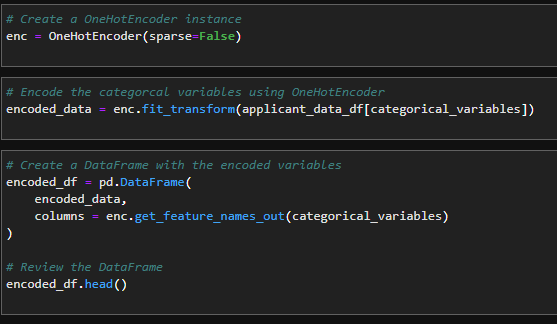 # Create a OneHotEncoder instance
enc = OneHotEncoder(sparse=False)
# Encode the categorcal variables using OneHotEncoder
encoded_data = enc.fit_transform(applicant_data_df[categorical_variables])
# Create a DataFrame with the encoded variables
encoded_df = pd.DataFrame(
    encoded_data,
    columns = enc.get_feature_names_out(categorical_variables)
)
# Review the DataFrame
encoded_df.head()